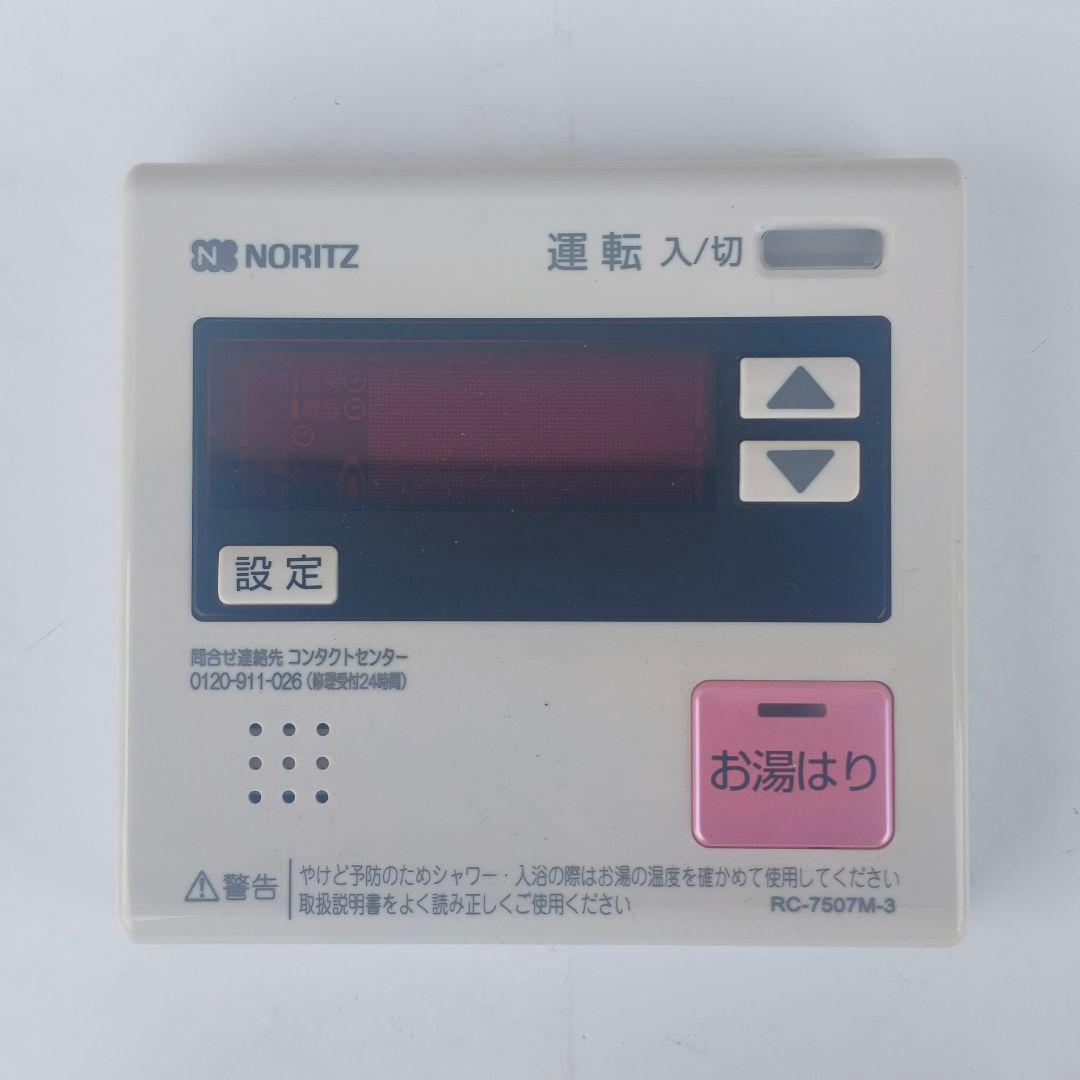 NORITZ
運転 入/切
設定
問合せ連絡先 コンタクトセンター
0120-911-026 (修理受付24時間)
お湯はり
警告
やけど予防のためシャワー・入浴の際はお湯の温度を確かめて使用してください
取扱説明書をよく読み正しくご使用ください
RC-7507M-3